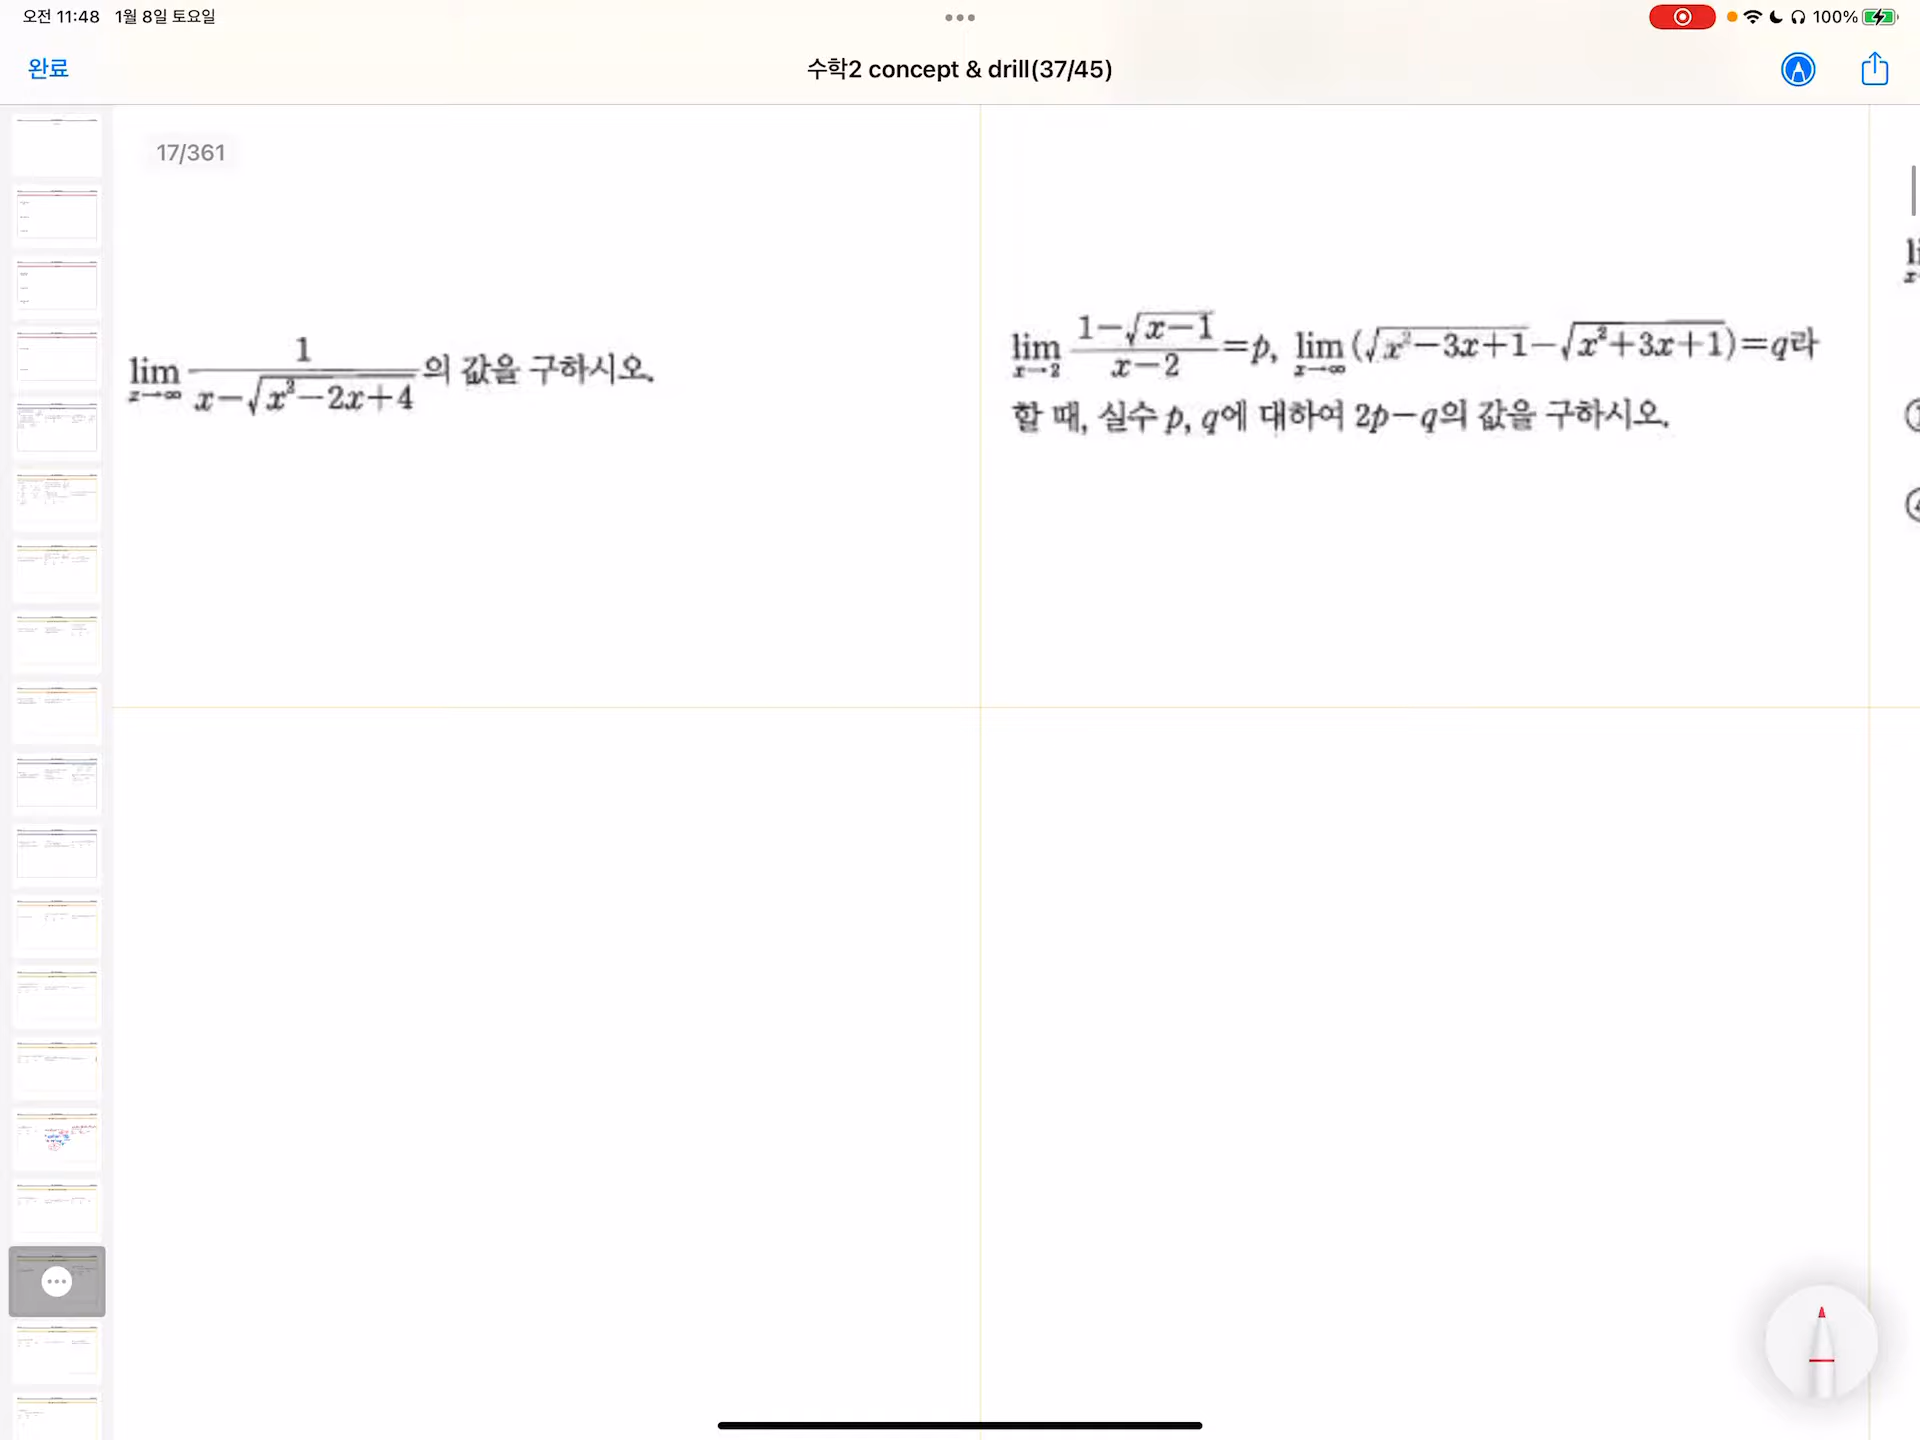 오전 11:48 1월 8일 토요일
100%
완료
수학2 concept & drill(37/45)
17/361
lim x→∞ 1/(x−√(x²−2x+4))의 값을 구하시오.
lim x→2 (1−√(x−1))/(x−2)=p, lim x→∞ (√(x²−3x+1)−√(x²+3x+1))=q라
할 때, 실수 p, q에 대하여 2p−q의 값을 구하시오.